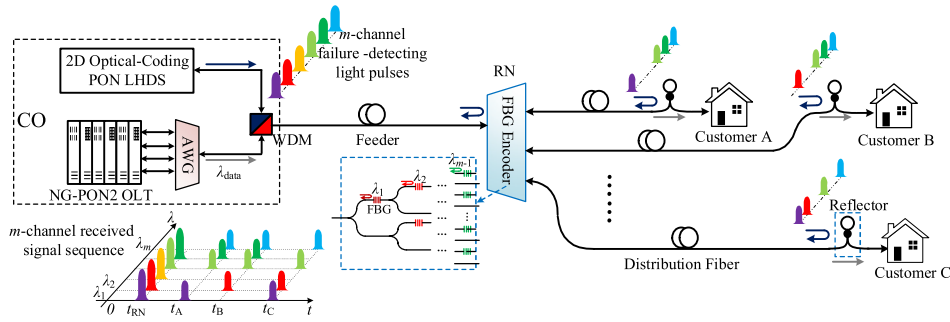 m-channel
failure -detecting
light pulses
2D Optical-Coding
PON LHDS
CO
AWG
WDM
λdata
NG-PON2 OLT
Feeder
RN
FBG Encoder
Customer A
Customer B
λ1
λ2
λm-1
FBG
...
...
...
...
Reflector
Distribution Fiber
Customer C
m-channel received
signal sequence
λ
λm
λ2
λ1
0
tRN
tA
tB
tC
t